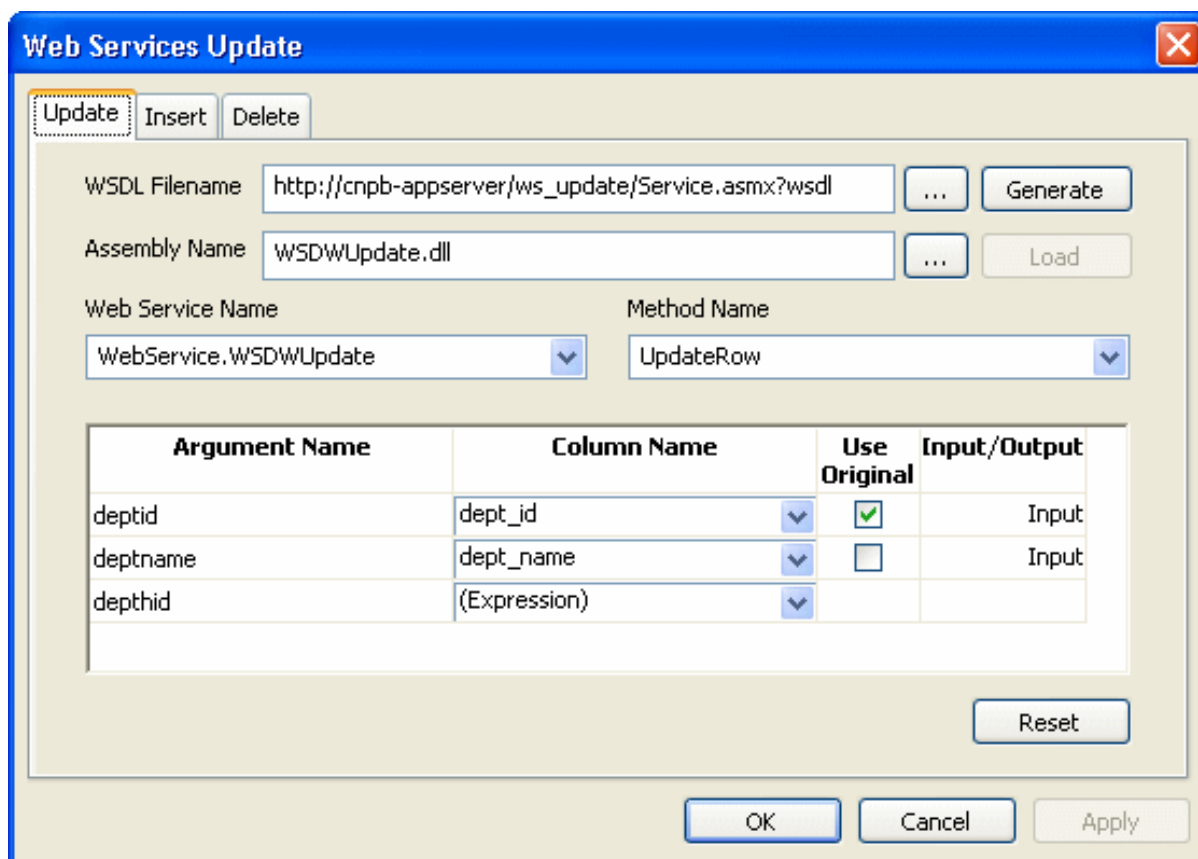 Web Services Update
Update Insert Delete
WSDL Filename http://cnpb-appserver/ws_update/Service.asmx?wsdl ... Generate
Assembly Name WSDWUpdate.dll ... Load
Web Service Name Method Name
WebService.WSDWUpdate UpdateRow
Argument Name Column Name Use Original Input/Output
deptid dept_id Input
deptname dept_name Input
depthid (Expression)
Reset
OK Cancel Apply